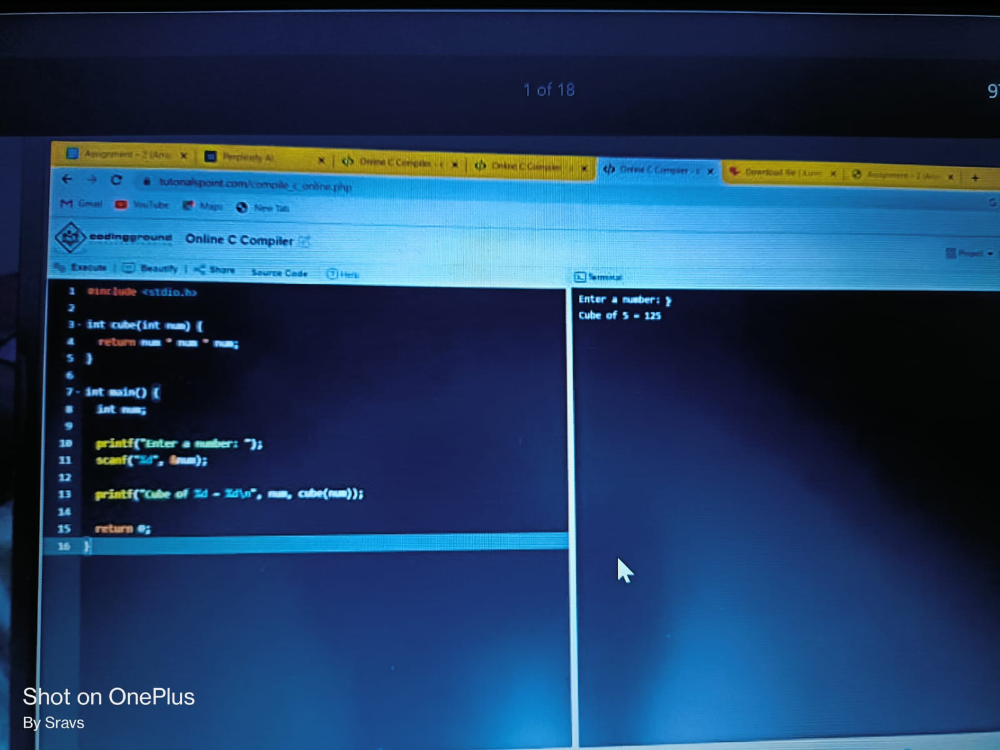 1 of 18
Assignment - 2 (Ans
Perplexity AI
Online C Compiler - 
Online C Compiler
Online C Compiler - 
Download file | iLove
Assignment - 2 (Ans
tutorialspoint.com/compile_c_online.php
Gmail YouTube Maps New Tab
codingground Online C Compiler
Project
Execute | Beautify | Share Source Code Help
Terminal
1 #include <stdio.h>
2
3 int cube(int num) {
4 return num * num * num;
5 }
6
7 int main() {
8 int num;
9
10 printf("Enter a number: ");
11 scanf("%d", &num);
12
13 printf("Cube of %d = %d\n", num, cube(num));
14
15 return 0;
16 }
Enter a number:
Cube of 5 = 125
Shot on OnePlus
By Sravs